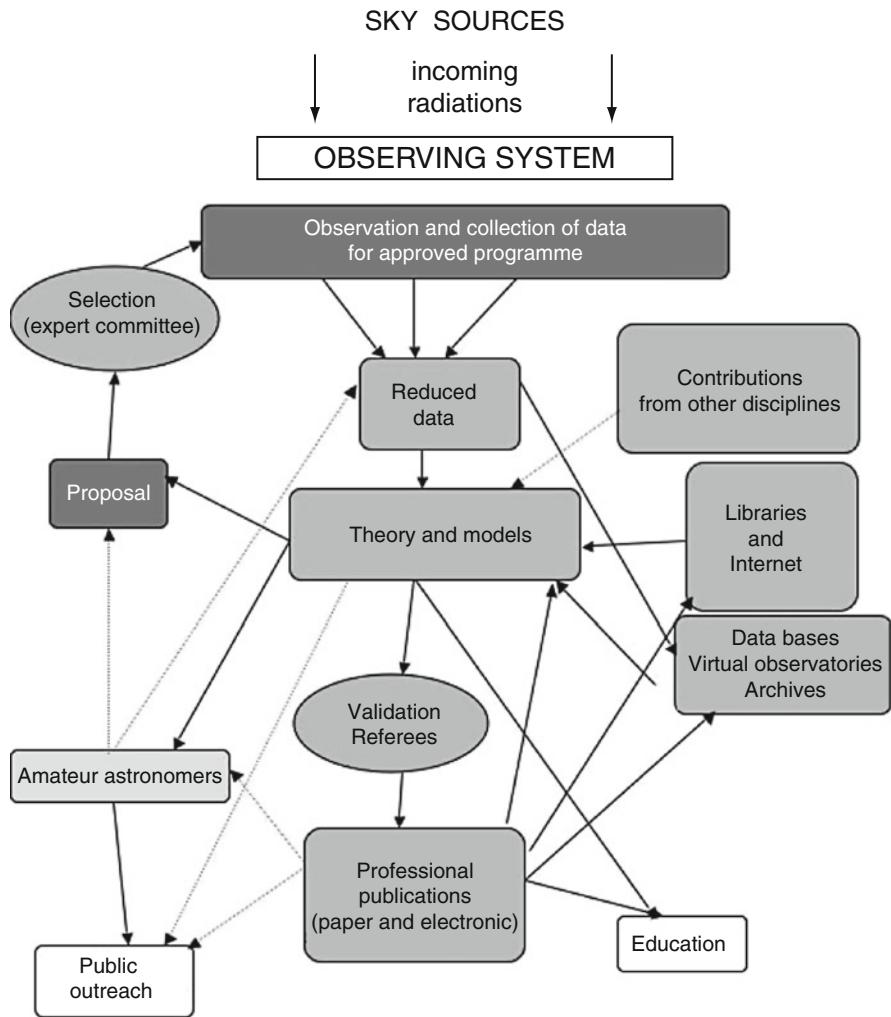 SKY SOURCES
incoming
radiations
OBSERVING SYSTEM
Observation and collection of data
for approved programme
Selection
(expert committee)
Reduced
data
Contributions
from other disciplines
Proposal
Theory and models
Libraries
and
Internet
Data bases
Virtual observatories
Archives
Validation
Referees
Amateur astronomers
Professional
publications
(paper and electronic)
Education
Public
outreach